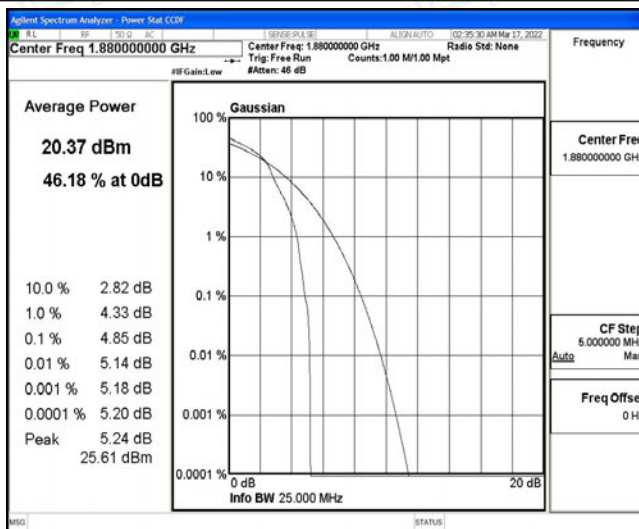 Agilent Spectrum Analyzer - Power Stat CCDF
RL RF 50 Ω AC SENSE:PULSE ALIGN AUTO 02:35:30 AM Mar 17, 2022
Center Freq 1.880000000 GHz
Center Freq: 1.880000000 GHz Radio Std: None
Trig: Free Run Counts:1.00 M/1.00 Mpt
#IFGain:Low #Atten: 46 dB
Frequency
Average Power
20.37 dBm
46.18 % at 0dB
10.0 % 2.82 dB
1.0 % 4.33 dB
0.1 % 4.85 dB
0.01 % 5.14 dB
0.001 % 5.18 dB
0.0001 % 5.20 dB
Peak 5.24 dB
25.61 dBm
Gaussian
100 %
10 %
1 %
0.1 %
0.01 %
0.001 %
0.0001 %
0 dB 20 dB
Info BW 25.000 MHz
Center Freq
1.880000000 GH
CF Step
5.000000 MH
Auto Ma
Freq Offse
0 H
MSG STATUS